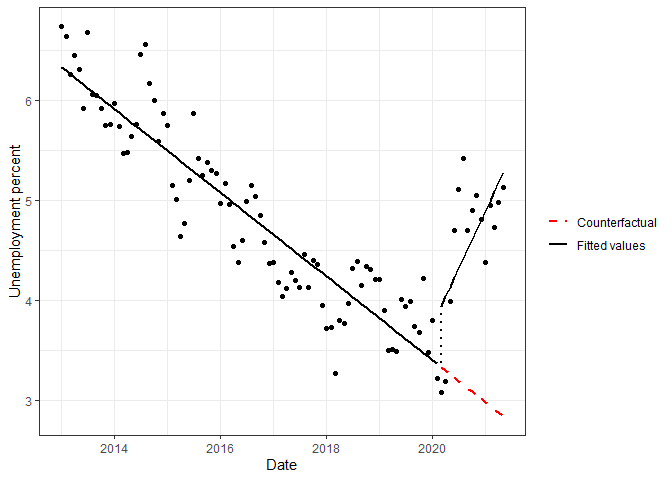 Unemployment percent
6
5
4
3
2014
2016
2018
2020
Date
Counterfactual
Fitted values